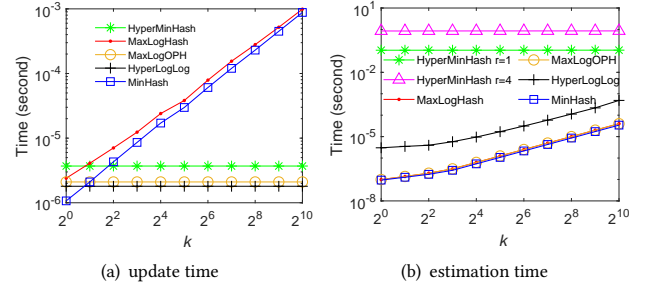 10^-3
10^-4
10^-5
10^-6
Time (second)
HyperMinHash
MaxLogHash
MaxLogOPH
HyperLogLog
MinHash
2^0 2^2 2^4 2^6 2^8 2^10
k
(a) update time
10^1
10^-2
10^-5
10^-8
Time (second)
HyperMinHash r=1 MaxLogOPH
HyperMinHash r=4 HyperLogLog
MaxLogHash MinHash
2^0 2^2 2^4 2^6 2^8 2^10
k
(b) estimation time